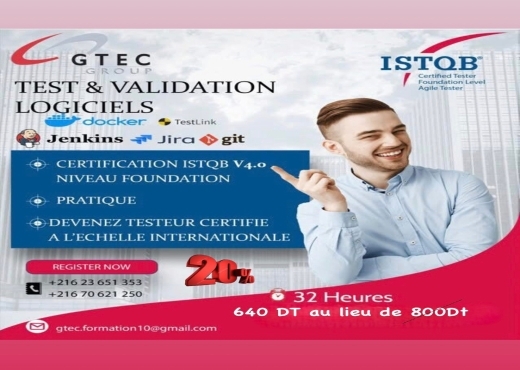 GTEC
GROUP
ISTQB®
Certified Tester
Foundation Level
Agile Tester
TEST & VALIDATION
LOGICIELS
docker TestLink
Jenkins Jira git
CERTIFICATION ISTQB V4.0
NIVEAU FOUNDATION
PRATIQUE
DEVENEZ TESTEUR CERTIFIE
A L'ECHELLE INTERNATIONALE
REGISTER NOW
+216 23 651 353
+216 70 621 250
20%
32 Heures
640 DT au lieu de 800Dt
gtec.formation10@gmail.com